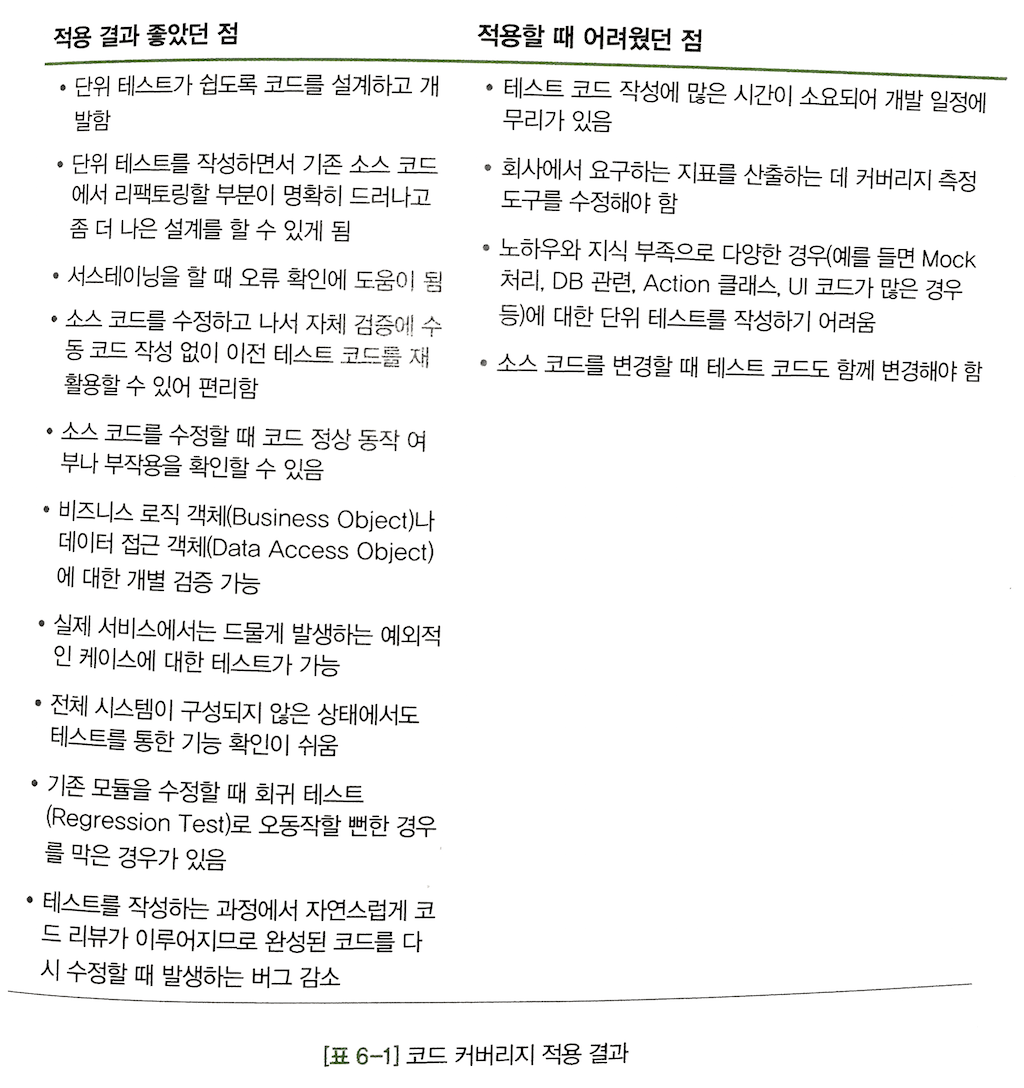 적용 결과 좋았던 점
• 단위 테스트가 쉽도록 코드를 설계하고 개
발함
• 단위 테스트를 작성하면서 기존 소스 코드
에서 리팩토링할 부분이 명확히 드러나고
좀 더 나은 설계를 할 수 있게 됨
• 서스테이닝을 할 때 오류 확인에 도움이 됨
• 소스 코드를 수정하고 나서 자체 검증에 수
동 코드 작성 없이 이전 테스트 코드를 재
활용할 수 있어 편리함
• 소스 코드를 수정할 때 코드 정상 동작 여
부나 부작용을 확인할 수 있음
• 비즈니스 로직 객체(Business Object)나
데이터 접근 객체(Data Access Object)
에 대한 개별 검증 가능
• 실제 서비스에서는 드물게 발생하는 예외적
인 케이스에 대한 테스트가 가능
• 전체 시스템이 구성되지 않은 상태에서도
테스트를 통한 기능 확인이 쉬움
• 기존 모듈을 수정할 때 회귀 테스트
(Regression Test)로 오동작할 뻔한 경우
를 막은 경우가 있음
• 테스트를 작성하는 과정에서 자연스럽게 코
드 리뷰가 이루어지므로 완성된 코드를 다
시 수정할 때 발생하는 버그 감소
적용할 때 어려웠던 점
• 테스트 코드 작성에 많은 시간이 소요되어 개발 일정에
무리가 있음
• 회사에서 요구하는 지표를 산출하는 데 커버리지 측정
도구를 수정해야 함
• 노하우와 지식 부족으로 다양한 경우(예를 들면 Mock
처리, DB 관련, Action 클래스, UI 코드가 많은 경우
등)에 대한 단위 테스트를 작성하기 어려움
• 소스 코드를 변경할 때 테스트 코드도 함께 변경해야 함
[표 6-1] 코드 커버리지 적용 결과